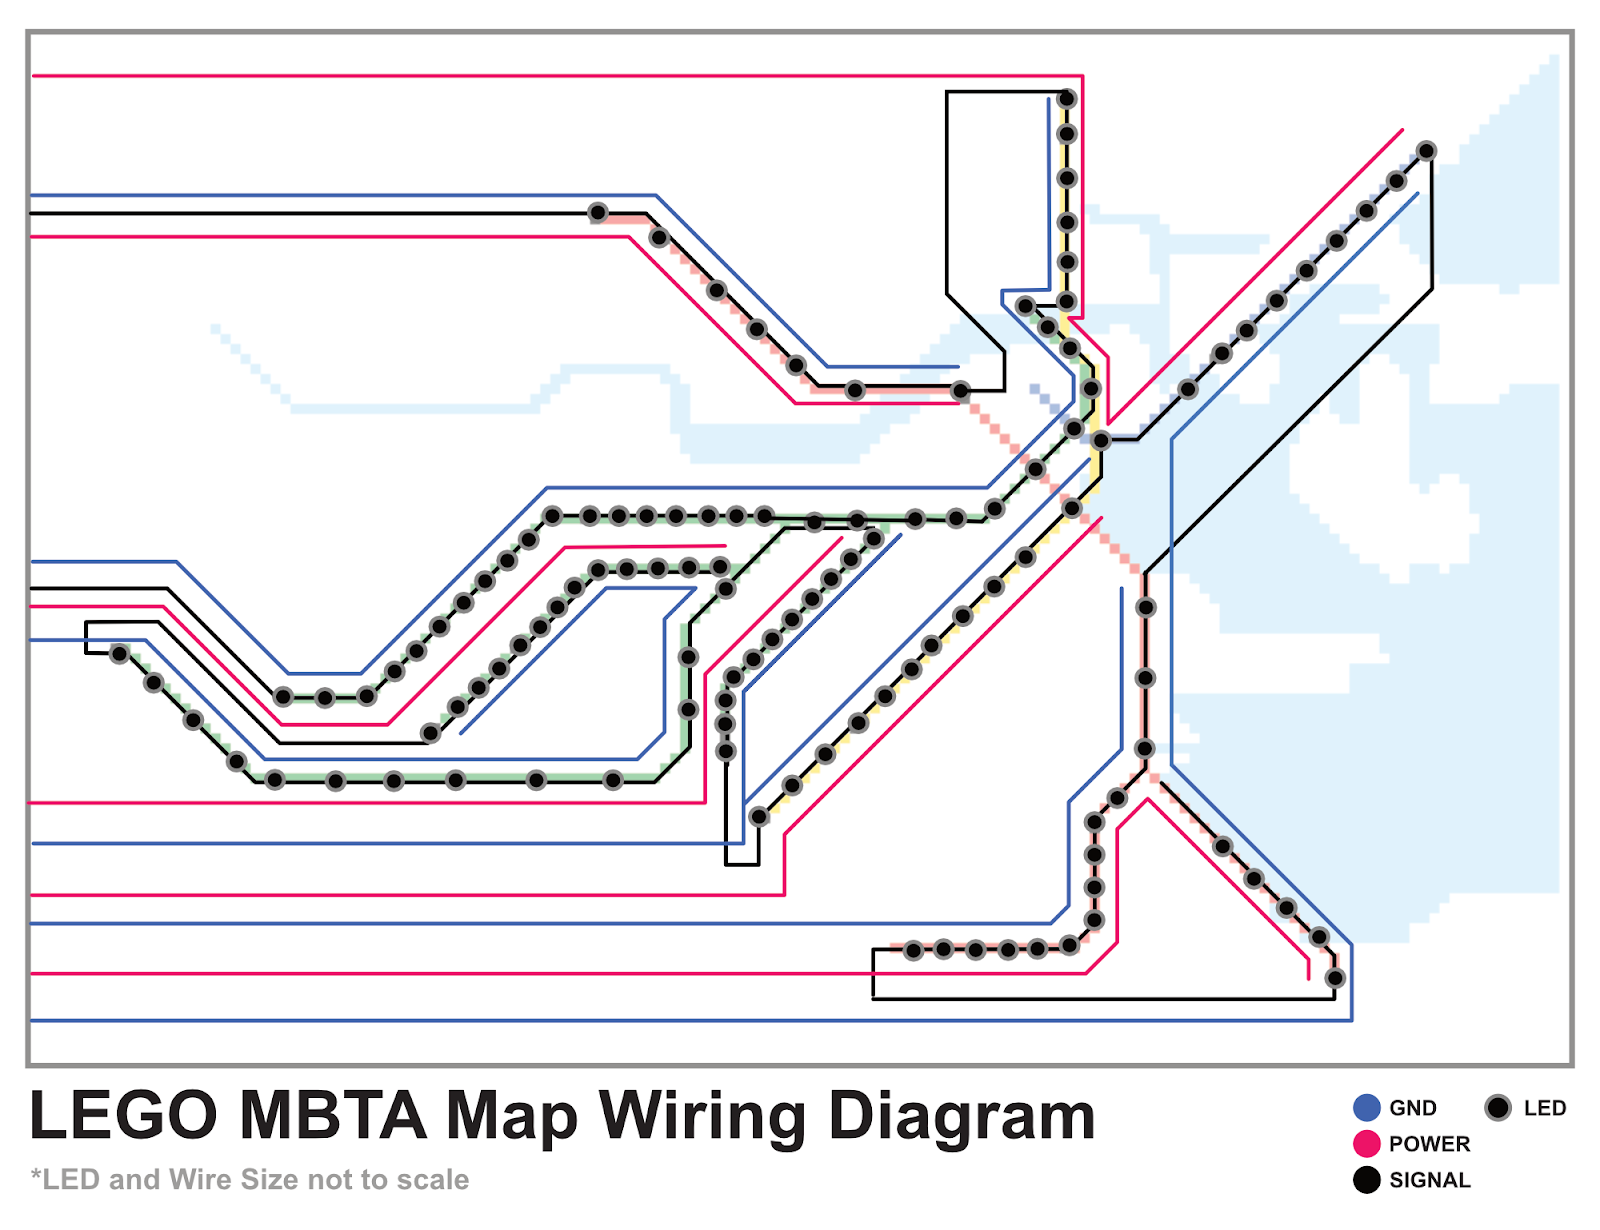 LEGO MBTA Map Wiring Diagram
*LED and Wire Size not to scale
GND
LED
POWER
SIGNAL